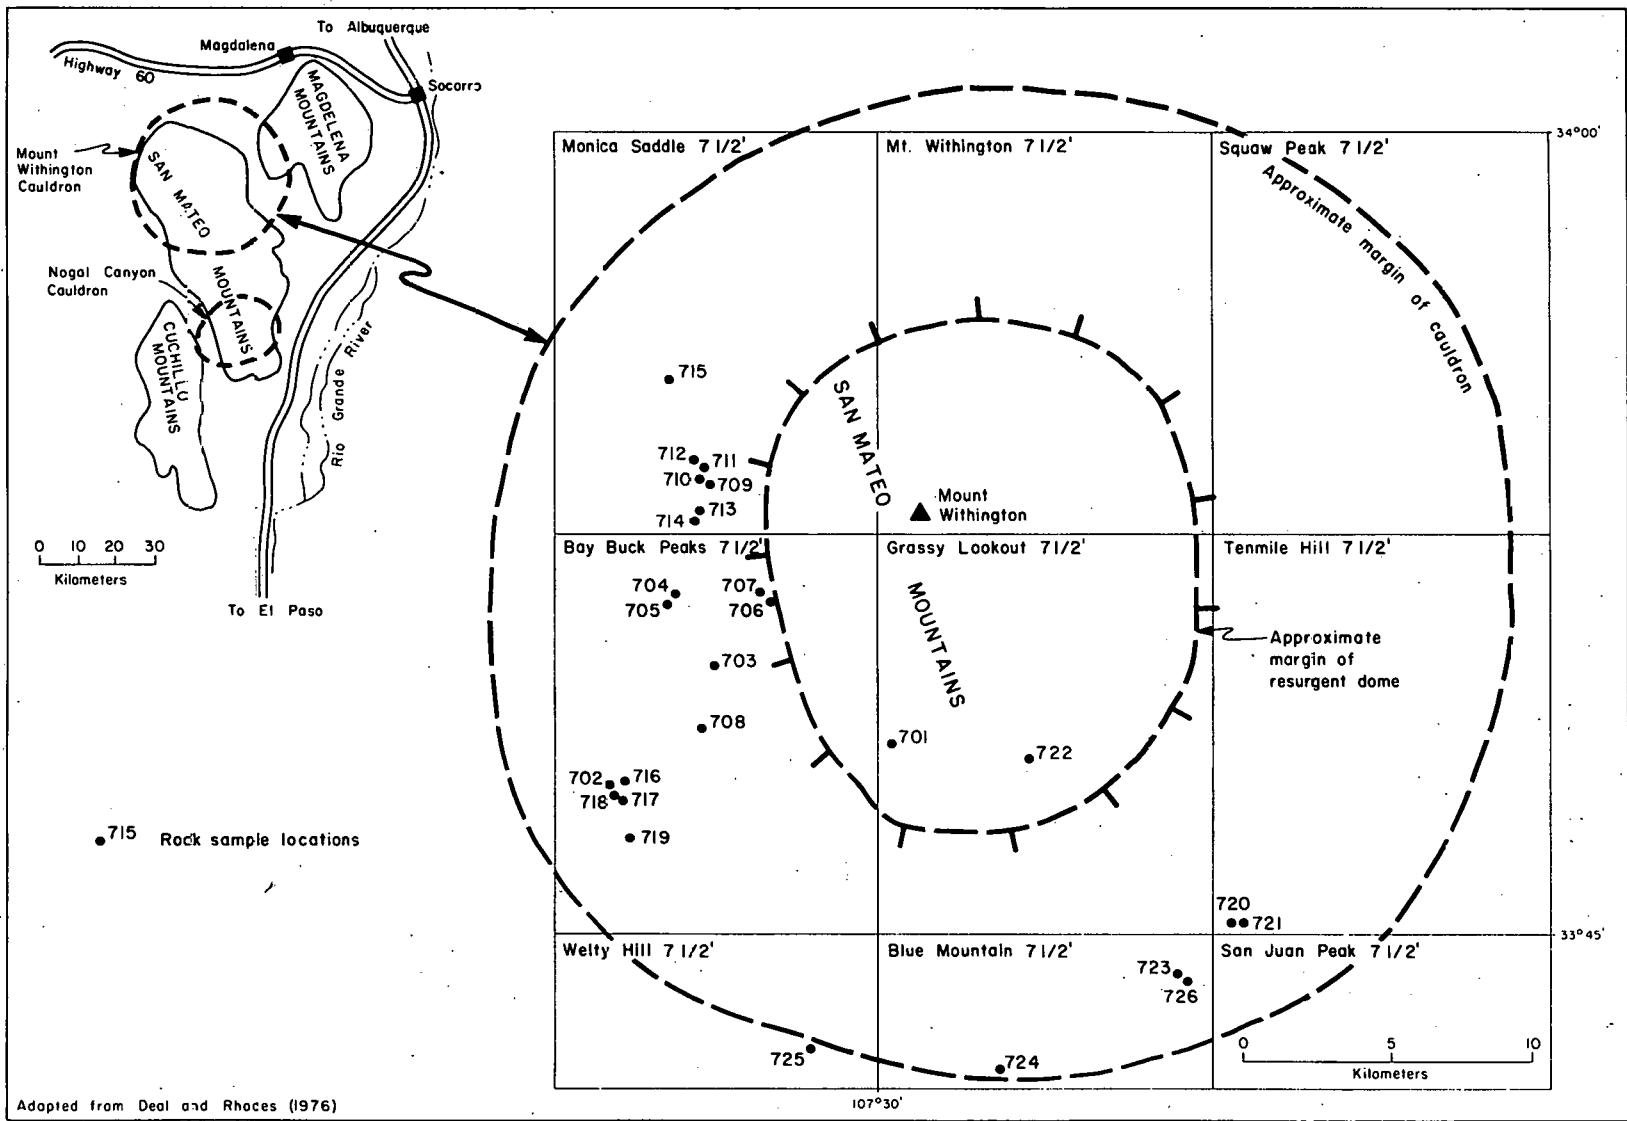 To Albuquerque
Magdalena
Highway 60
Socorro
MAGDELENA
MOUNTAINS
Mount
Withington
Cauldron
SAN MATEO
MOUNTAINS
Nogal Canyon
Cauldron
CUCHILLU
MOUNTAINS
Rio Grande River
0 10 20 30
Kilometers
To El Paso
715 Rock sample locations
Adapted from Deal and Rhoces (1976)
Monica Saddle 7 1/2'
Mt. Withington 7 1/2'
Squaw Peak 7 1/2'
34°00'
Approximate margin of cauldron
715
712
711
710
709
713
714
SAN MATEO
MOUNTAINS
Mount
Withington
Bay Buck Peaks 7 1/2'
Grassy Lookout 7 1/2'
Tenmile Hill 7 1/2'
704
705
707
706
703
708
Approximate
margin of
resurgent dome
701
722
702
716
718
717
719
720
721
33°45'
Welty Hill 7 1/2'
Blue Mountain 7 1/2'
San Juan Peak 7 1/2'
723
726
725
724
0 5 10
Kilometers
107°30'